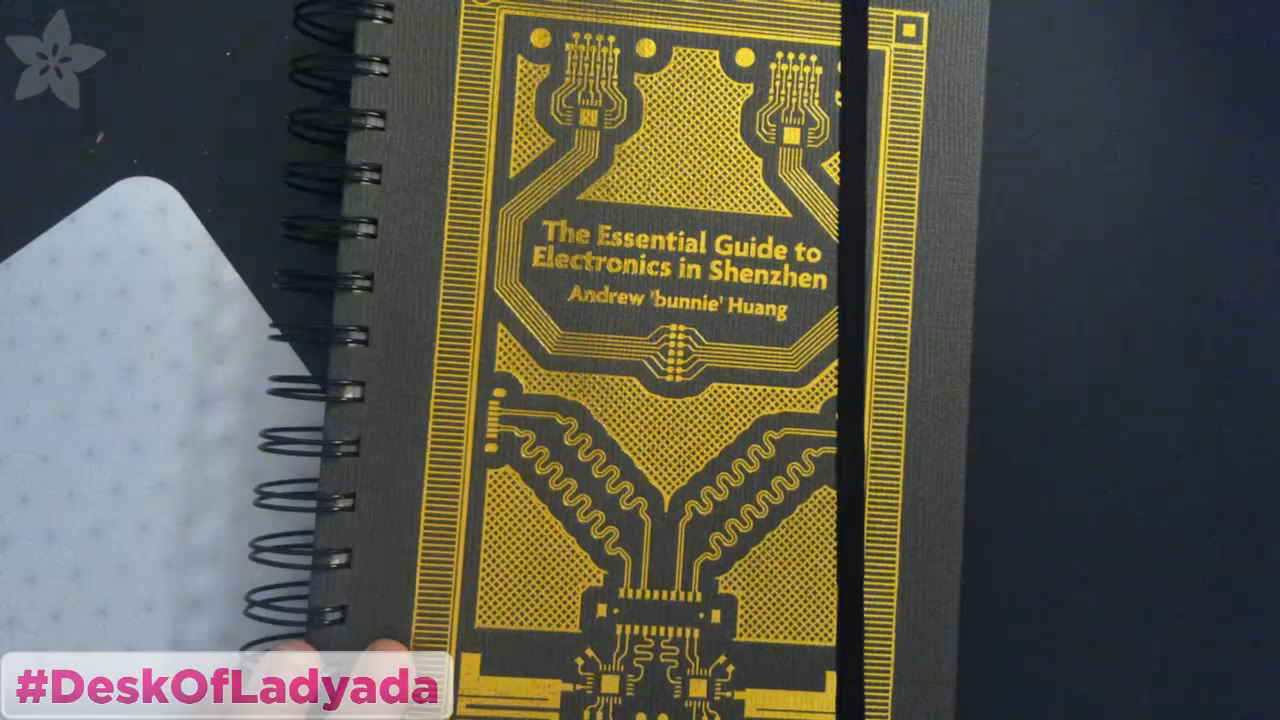 The Essential Guide to
Electronics in Shenzhen
Andrew 'bunnie' Huang
#DeskOfLadyada